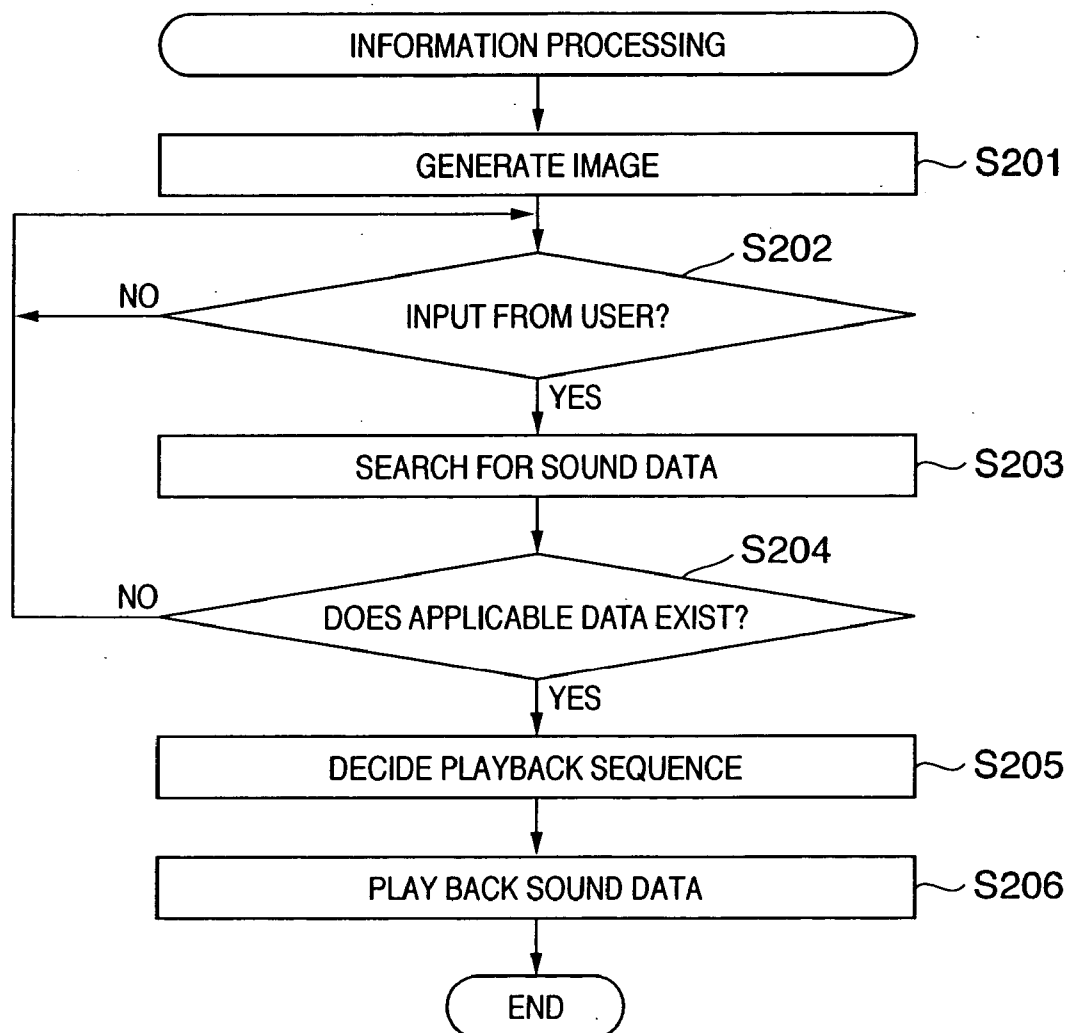 INFORMATION PROCESSING
GENERATE IMAGE
S201
S202
NO
INPUT FROM USER?
YES
SEARCH FOR SOUND DATA
S203
S204
NO
DOES APPLICABLE DATA EXIST?
YES
DECIDE PLAYBACK SEQUENCE
S205
PLAY BACK SOUND DATA
S206
END